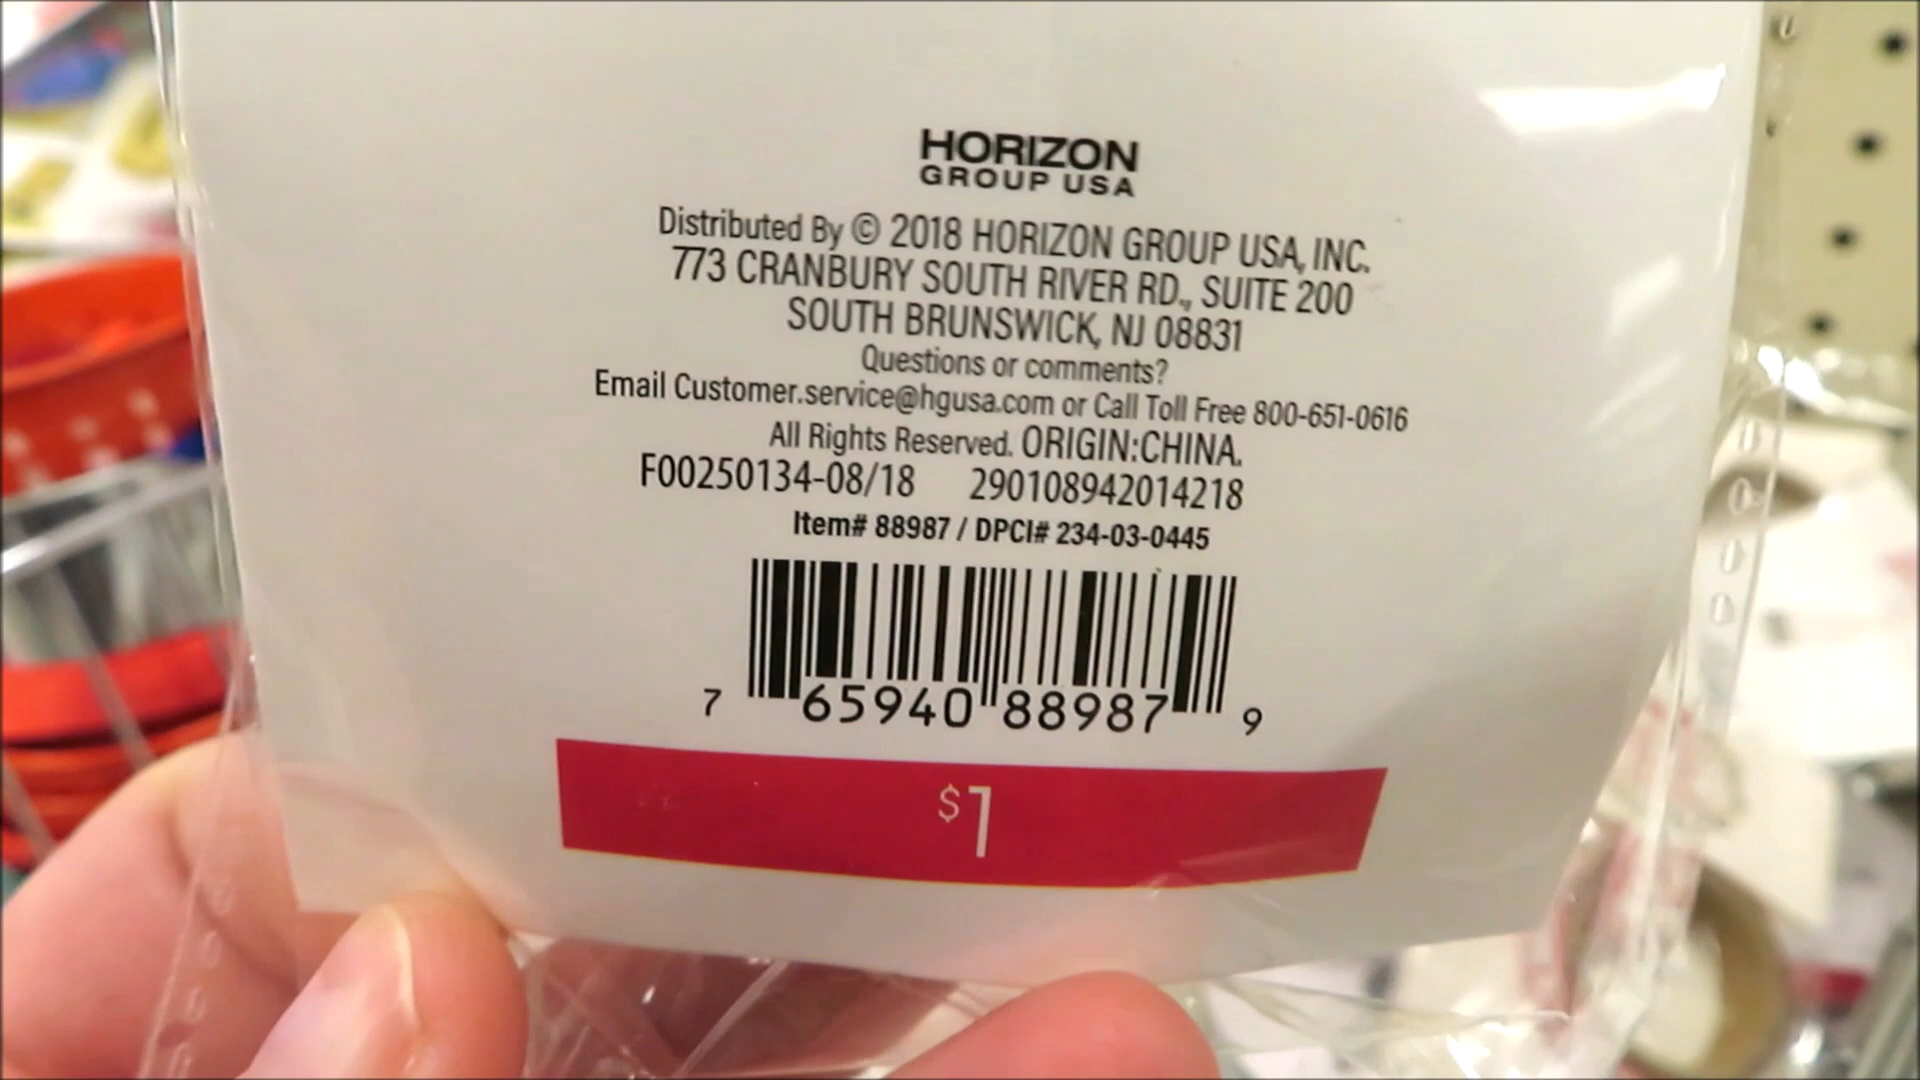 HORIZON
GROUP USA
Distributed By © 2018 HORIZON GROUP USA, INC.
773 CRANBURY SOUTH RIVER RD., SUITE 200
SOUTH BRUNSWICK, NJ 08831
Questions or comments?
Email Customer.service@hgusa.com or Call Toll Free 800-651-0616
All Rights Reserved. ORIGIN:CHINA.
F00250134-08/18 290108942014218
Item# 88987 / DPCI# 234-03-0445
7 65940 88987 9
$1